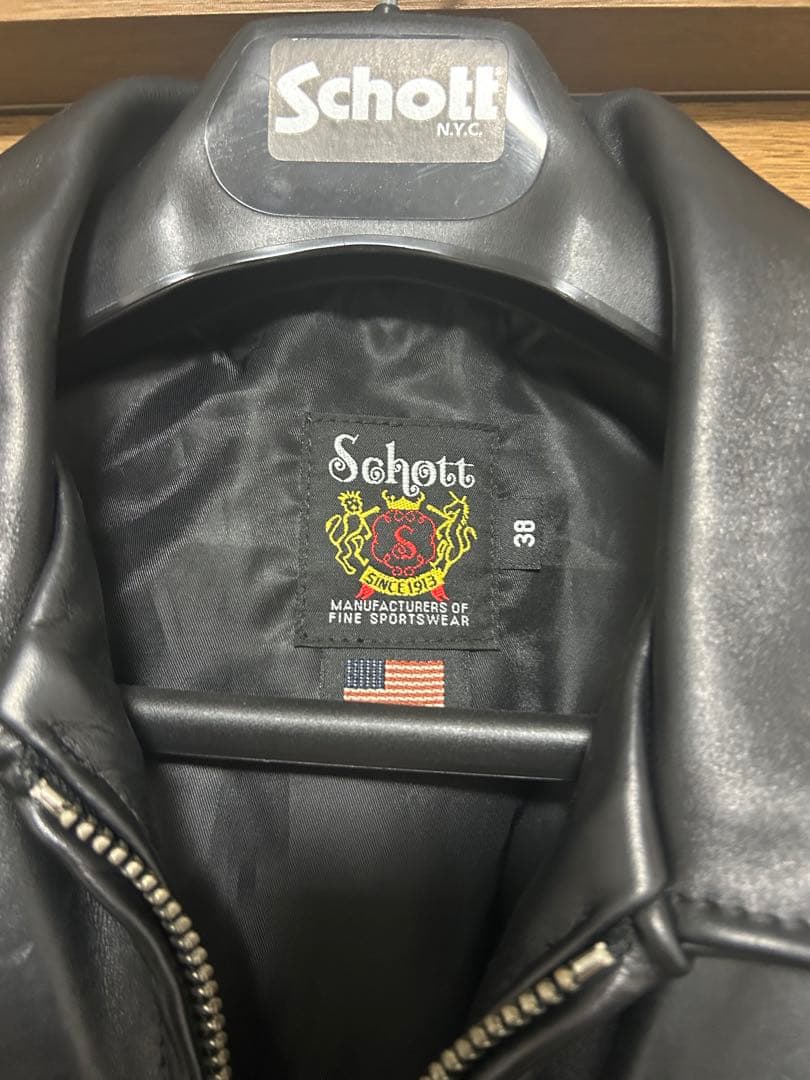 Schott
N.Y.C.
Schott
S
SINCE 1913
MANUFACTURERS OF
FINE SPORTSWEAR
38